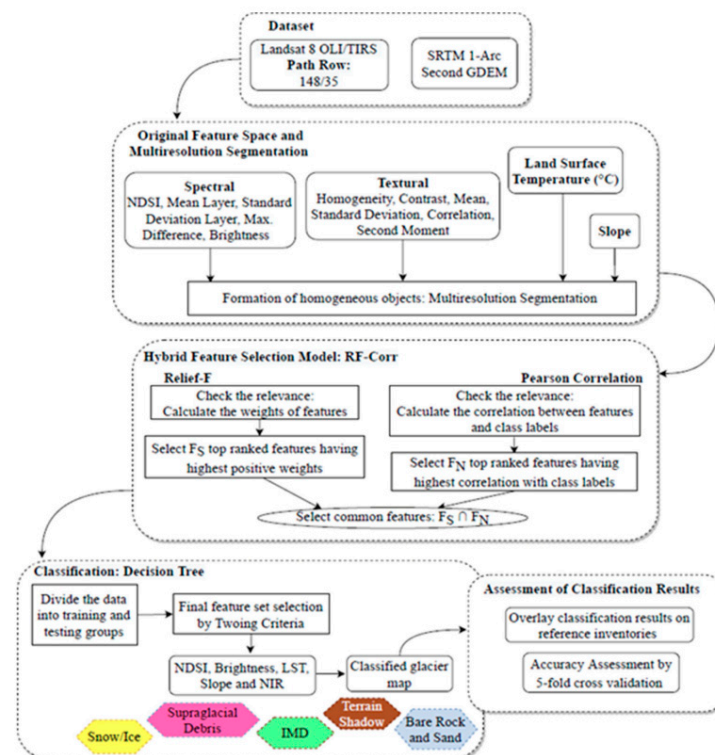 Dataset
Landsat 8 OLI/TIRS
Path Row:
148/35
SRTM 1-Arc
Second GDEM
Original Feature Space and
Multiresolution Segmentation
Spectral
NDSI, Mean Layer, Standard
Deviation Layer, Max.
Difference, Brightness
Textural
Homogeneity, Contrast, Mean,
Standard Deviation, Correlation,
Second Moment
Land Surface
Temperature (°C)
Slope
Formation of homogeneous objects: Multiresolution Segmentation
Hybrid Feature Selection Model: RF-Corr
Relief-F
Check the relevance:
Calculate the weights of features
Select FS top ranked features having
highest positive weights
Pearson Correlation
Check the relevance:
Calculate the correlation between features
and class labels
Select FN top ranked features having
highest correlation with class labels
Select common features: FS ∩ FN
Classification: Decision Tree
Divide the data
into training and
testing groups
Final feature set selection
by Twoing Criteria
NDSI, Brightness, LST,
Slope and NIR
Classified glacier
map
Snow/Ice
Supraglacial
Debris
IMD
Terrain
Shadow
Bare Rock
and Sand
Assessment of Classification Results
Overlay classification results on
reference inventories
Accuracy Assessment by
5-fold cross validation